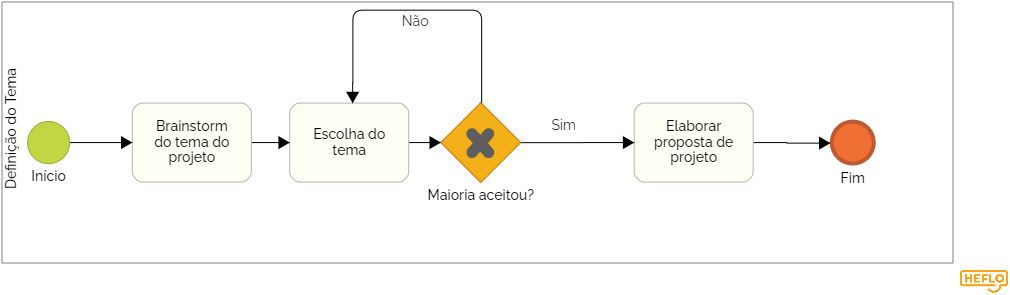 Definição do Tema
Início
Brainstorm
do tema do
projeto
Escolha do
tema
Não
Maioria aceitou?
Sim
Elaborar
proposta de
projeto
Fim
HEFLO